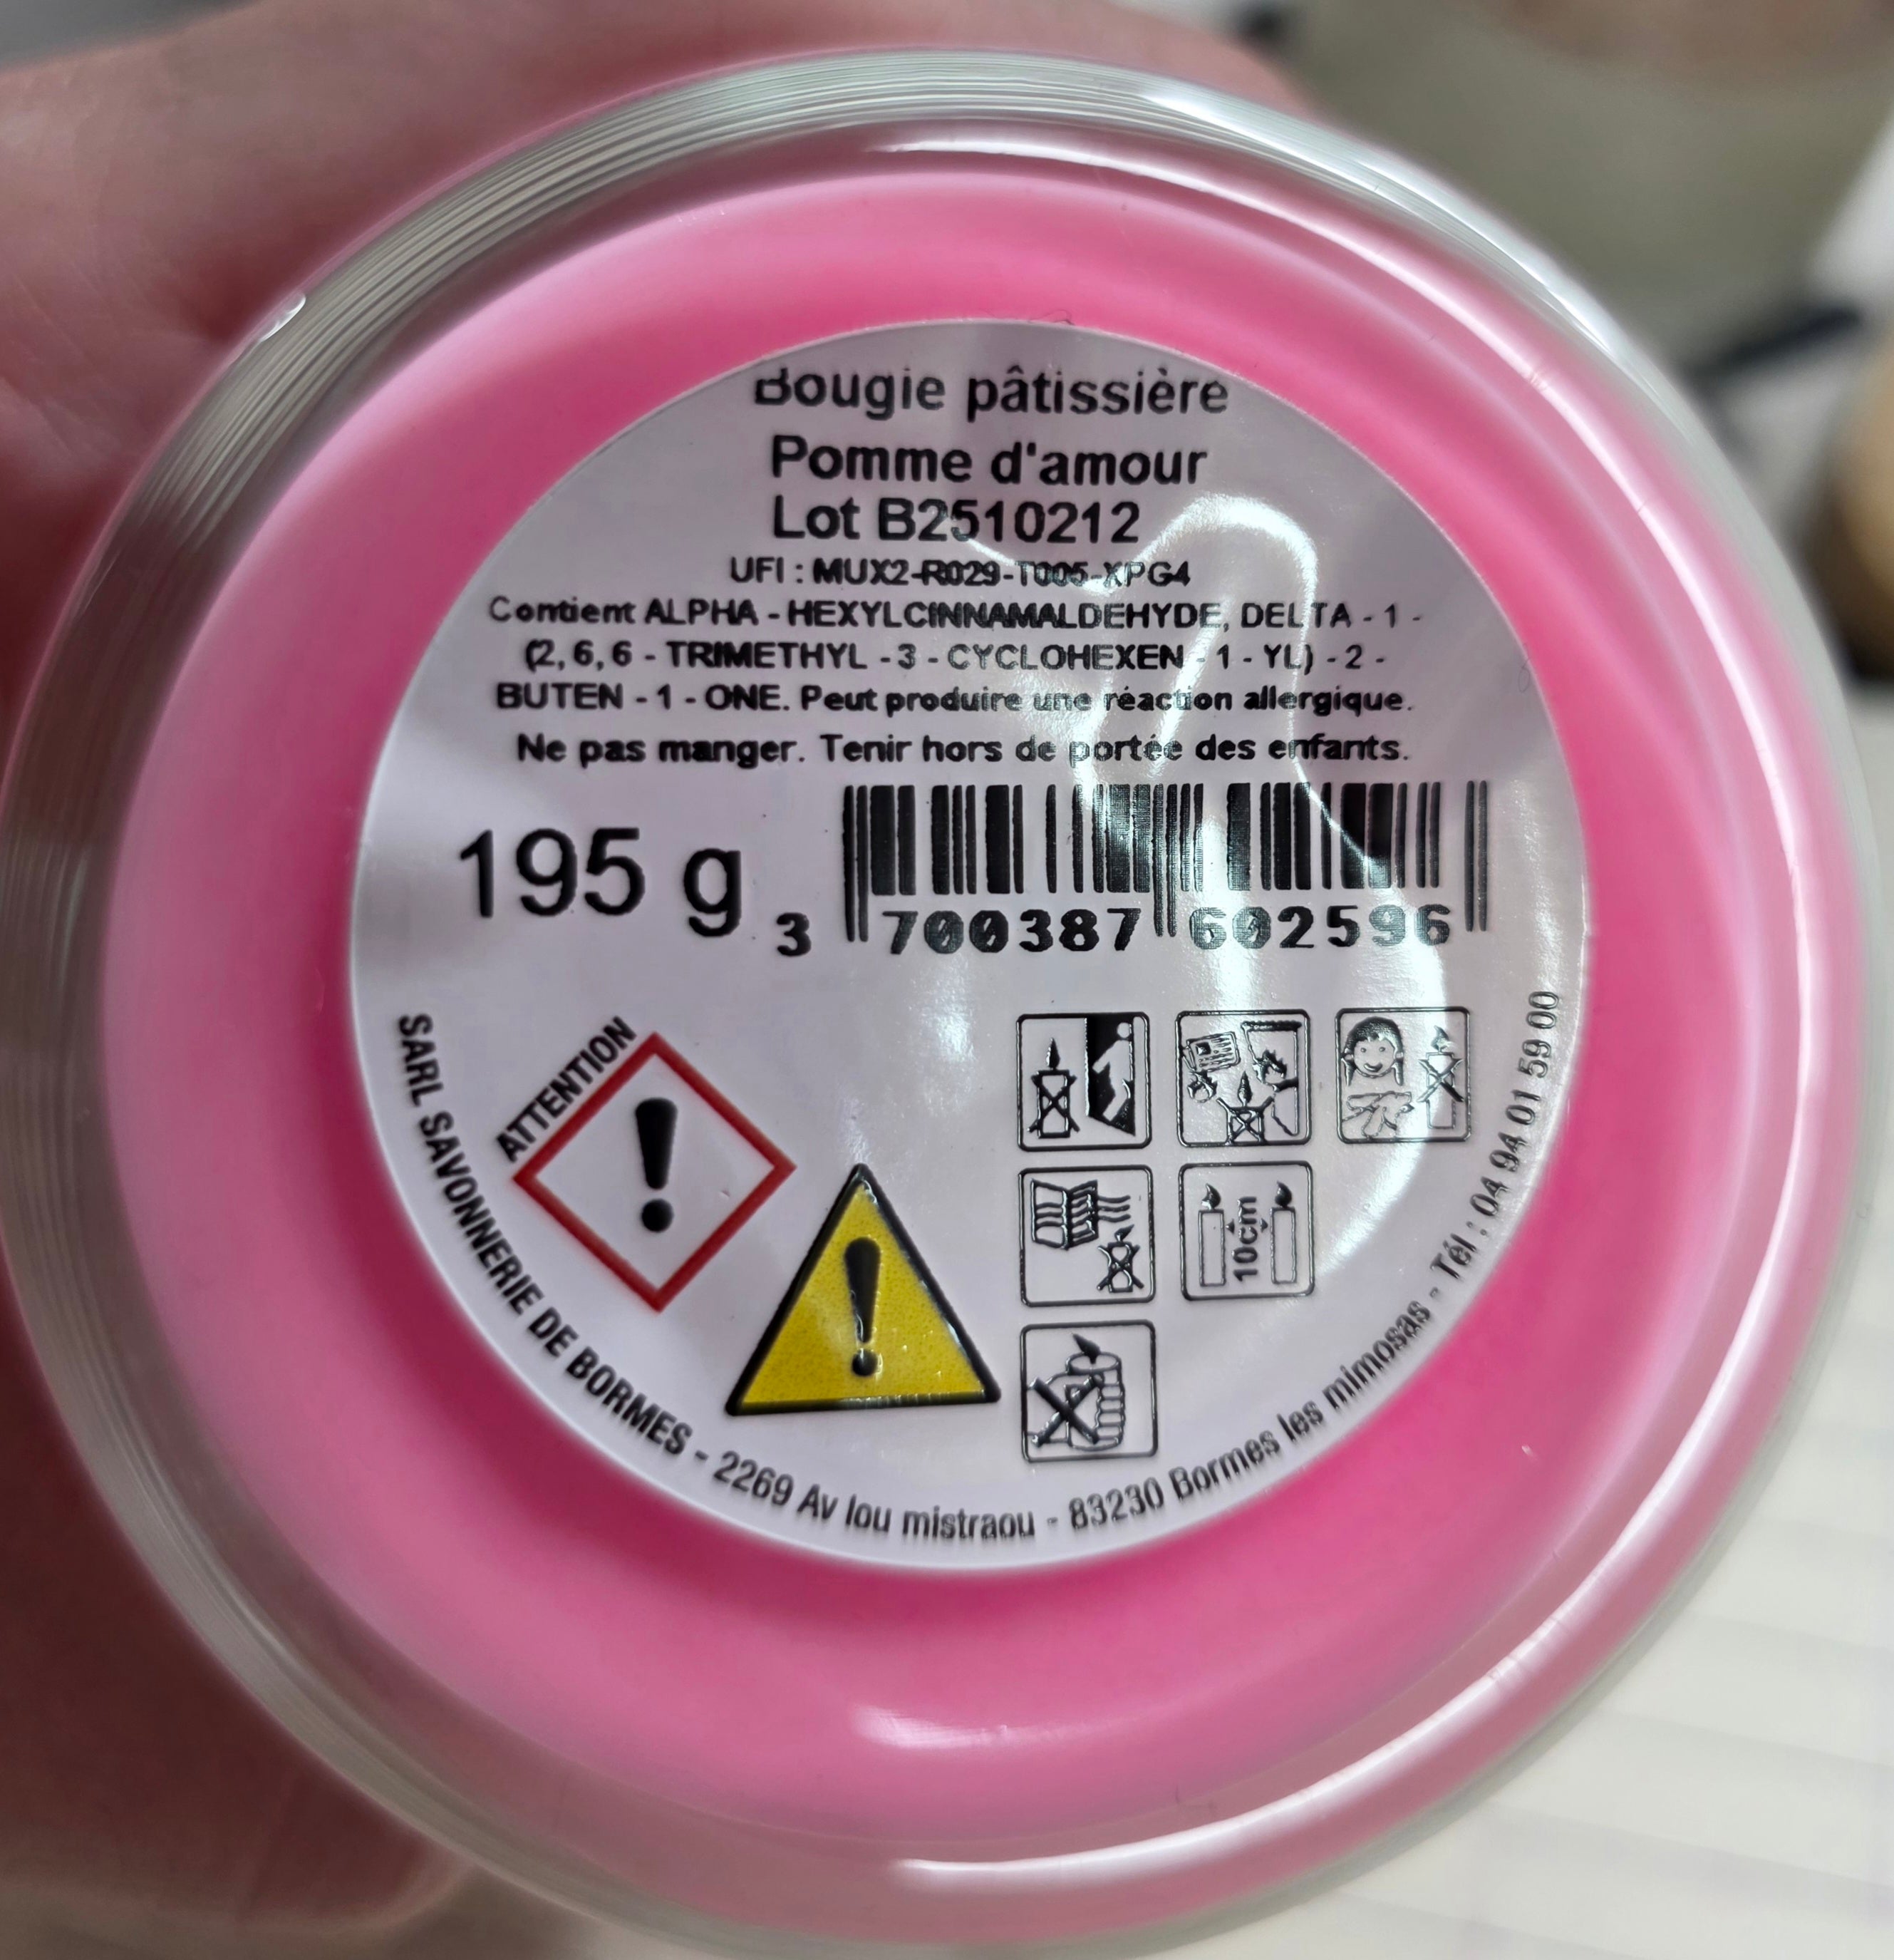 Bougie pâtissière
Pomme d'amour
Lot B2510212
UFI : MUX2-R029-T005-XPG4
Contient ALPHA - HEXYLCINNAMALDEHYDE, DELTA - 1 -
(2, 6, 6 - TRIMETHYL - 3 - CYCLOHEXEN - 1 - YL) - 2 -
BUTEN - 1 - ONE. Peut produire une réaction allergique.
Ne pas manger. Tenir hors de portée des enfants.
195 g
3 700387 602596
ATTENTION
10cm
SARL SAVONNERIE DE BORMES - 2269 Av lou mistraou - 83230 Bormes les mimosas - Tél : 04 94 01 59 00